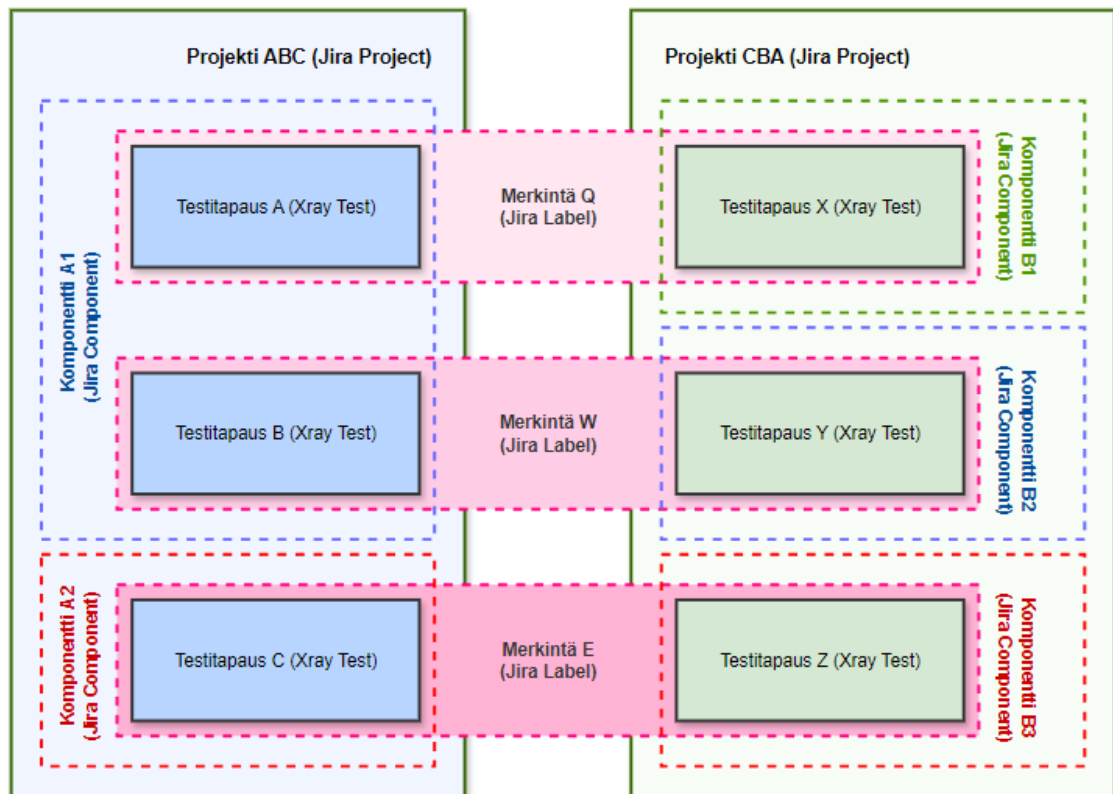 Projekti ABC (Jira Project)
Projekti CBA (Jira Project)
Komponentti A1
(Jira Component)
Testitapaus A (Xray Test)
Merkintä Q
(Jira Label)
Testitapaus X (Xray Test)
Komponentti B1
(Jira Component)
Testitapaus B (Xray Test)
Merkintä W
(Jira Label)
Testitapaus Y (Xray Test)
Komponentti B2
(Jira Component)
Komponentti A2
(Jira Component)
Testitapaus C (Xray Test)
Merkintä E
(Jira Label)
Testitapaus Z (Xray Test)
Komponentti B3
(Jira Component)